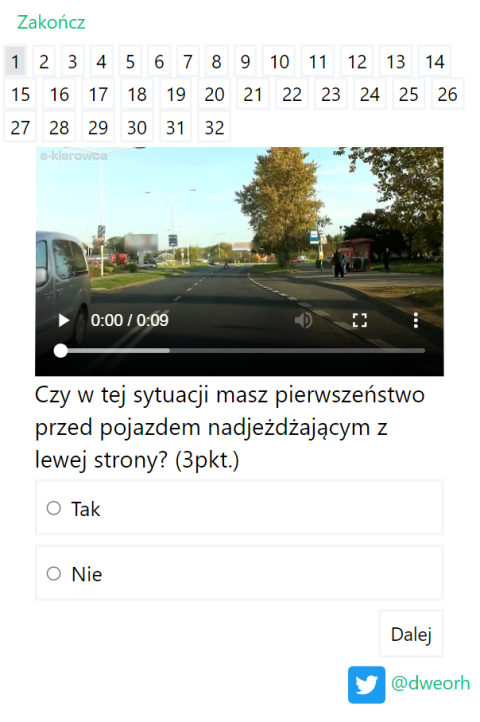 Zakończ
1 2 3 4 5 6 7 8 9 10 11 12 13 14
15 16 17 18 19 20 21 22 23 24 25 26
27 28 29 30 31 32
e-kierowca
0:00 / 0:09
Czy w tej sytuacji masz pierwszeństwo
przed pojazdem nadjeżdżającym z
lewej strony? (3pkt.)
Tak
Nie
Dalej
@dweorh